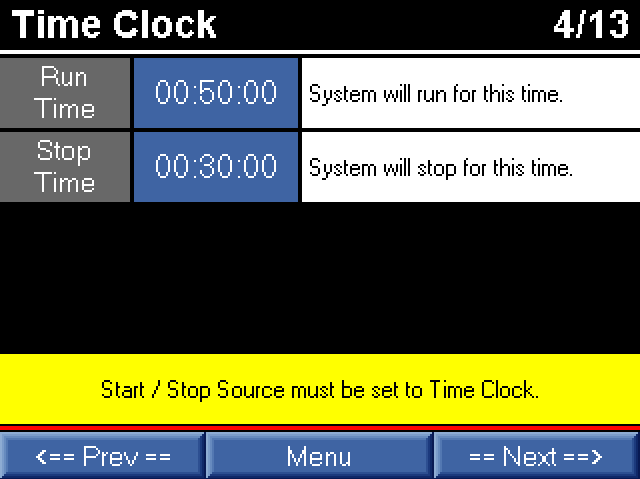 Time Clock 4/13
Run
Time
00:50:00
System will run for this time.
Stop
Time
00:30:00
System will stop for this time.
Start / Stop Source must be set to Time Clock.
<== Prev ==
Menu
== Next ==>